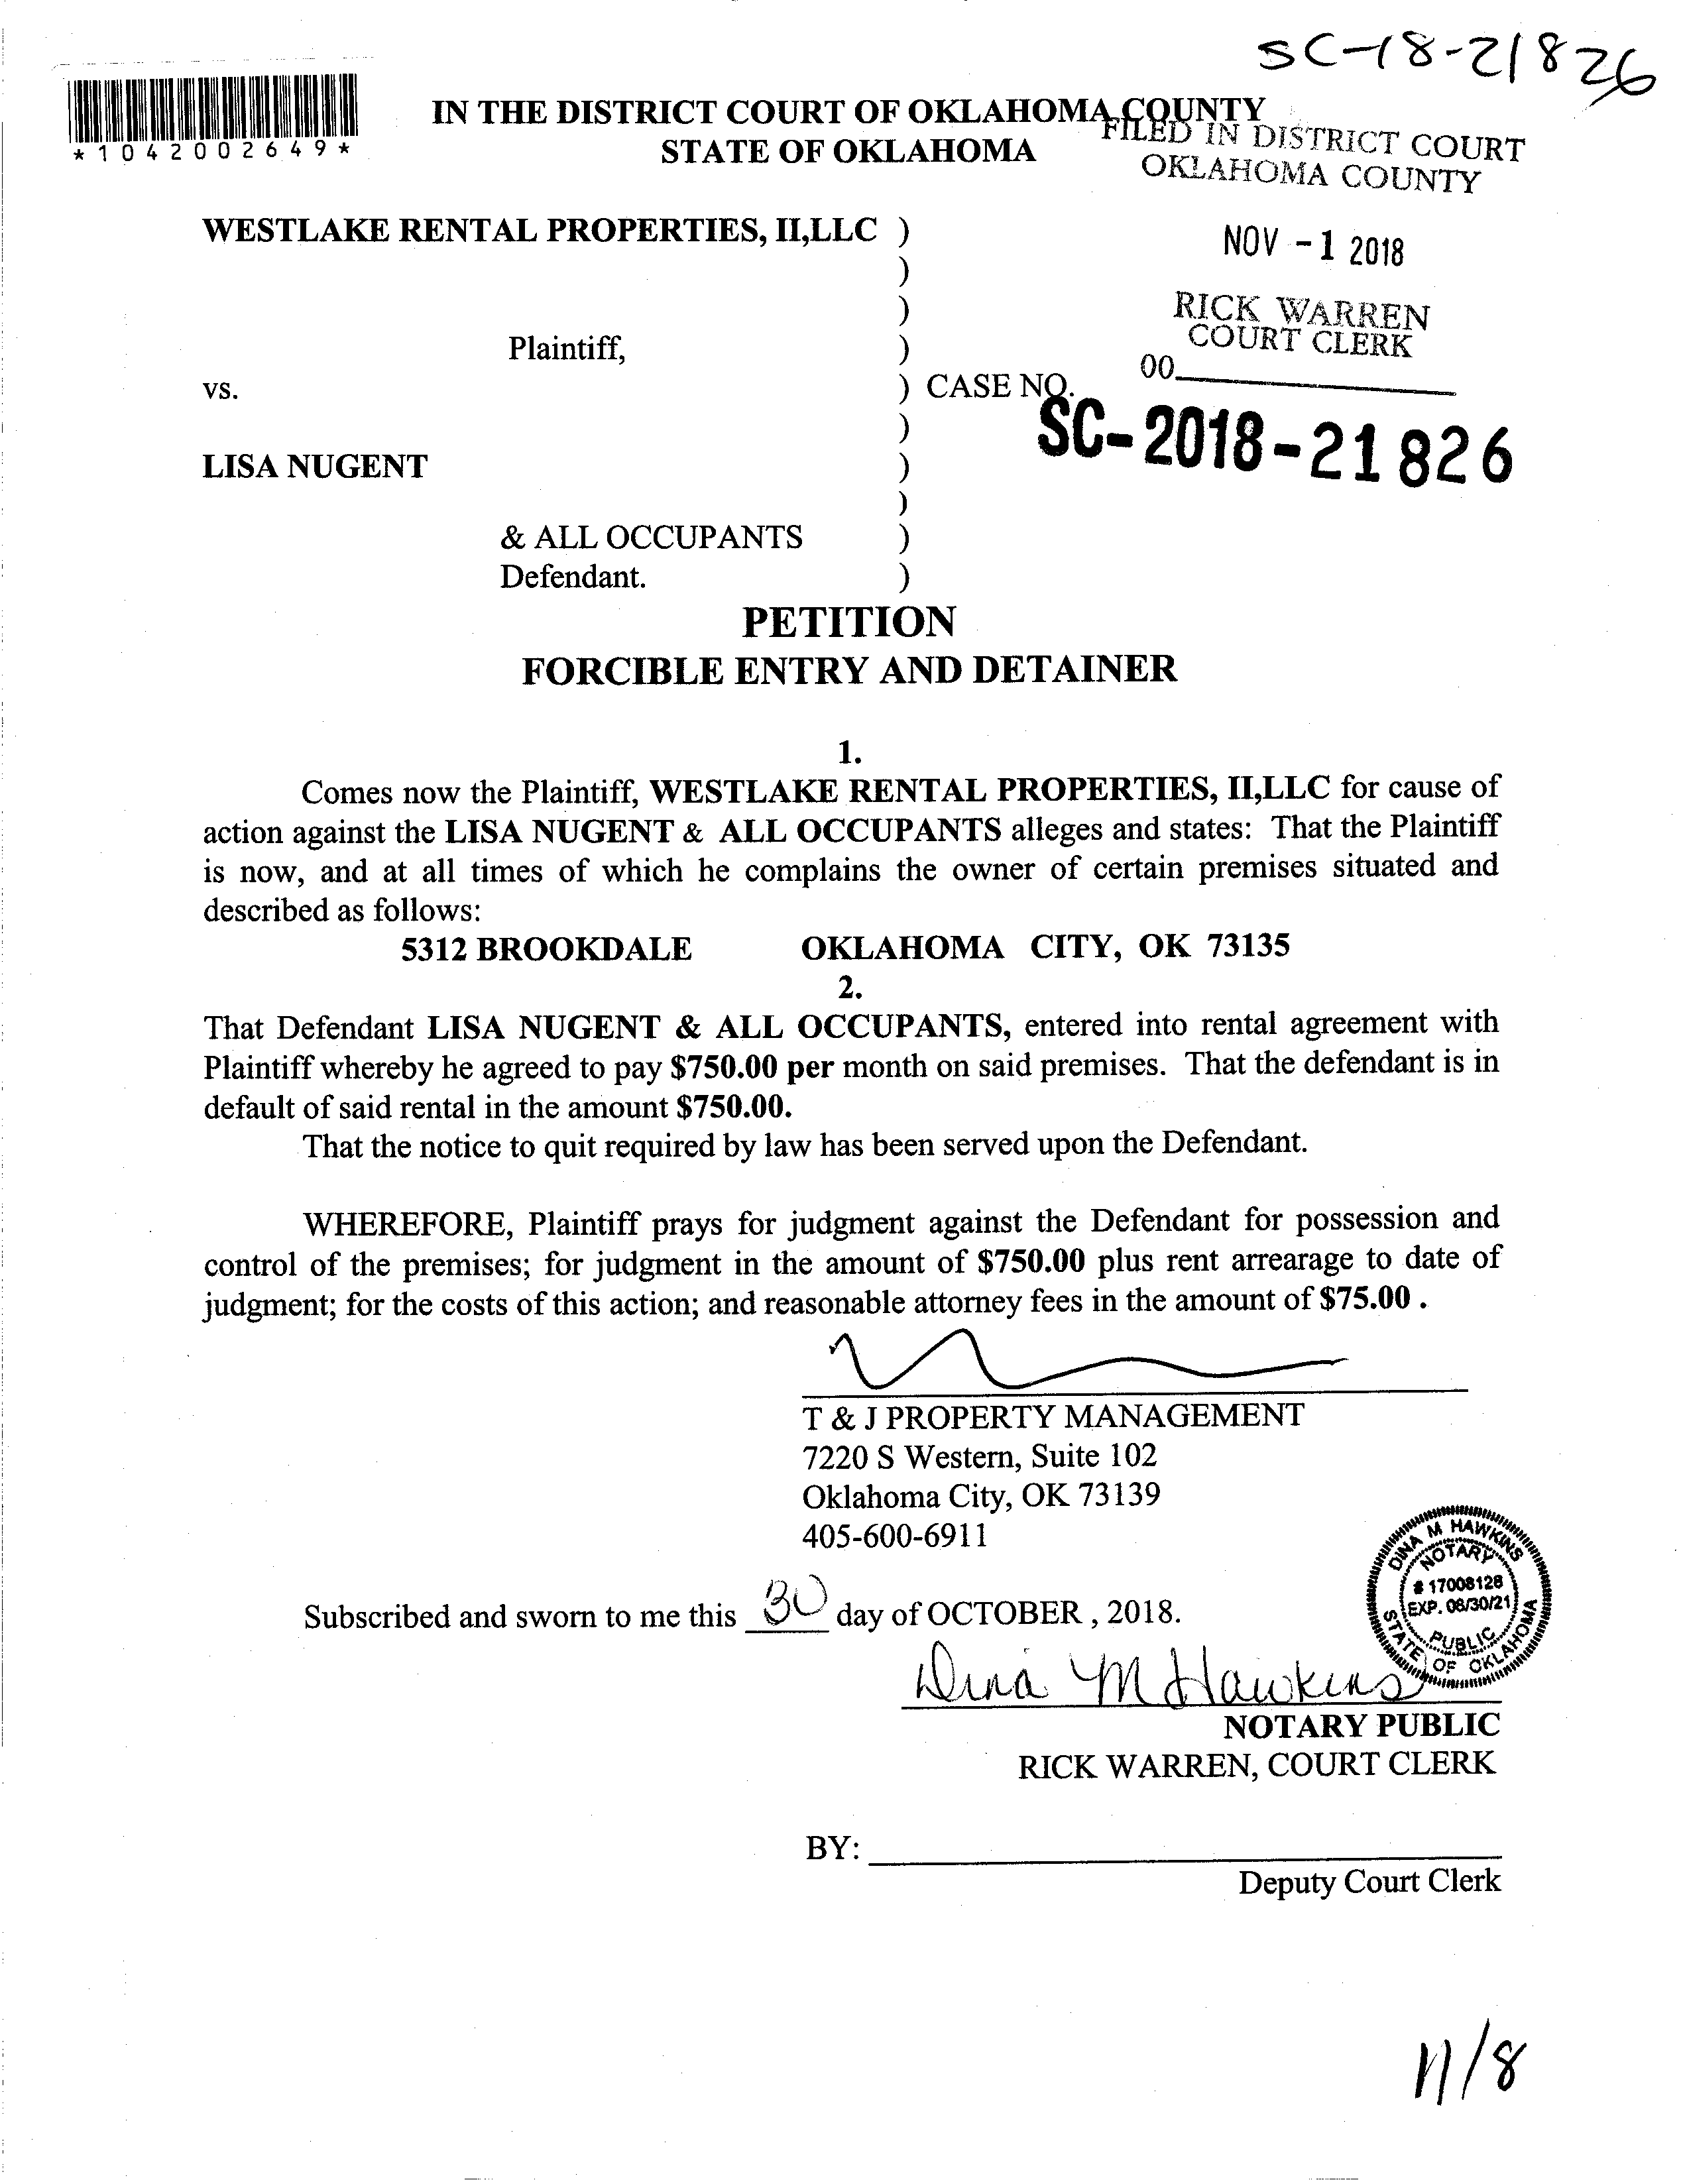 SC-18-21826
*1042002649*
IN THE DISTRICT COURT OF OKLAHOMA COUNTY
STATE OF OKLAHOMA
FILED IN DISTRICT COURT
OKLAHOMA COUNTY
NOV - 1 2018
RICK WARREN
COURT CLERK
00
WESTLAKE RENTAL PROPERTIES, II,LLC )
)
)
Plaintiff, )
vs. ) CASE NO.
SC-2018-21826
)
LISA NUGENT )
)
& ALL OCCUPANTS )
Defendant. )
PETITION
FORCIBLE ENTRY AND DETAINER
1.
Comes now the Plaintiff, WESTLAKE RENTAL PROPERTIES, II,LLC for cause of
action against the LISA NUGENT & ALL OCCUPANTS alleges and states: That the Plaintiff
is now, and at all times of which he complains the owner of certain premises situated and
described as follows:
5312 BROOKDALE OKLAHOMA CITY, OK 73135
2.
That Defendant LISA NUGENT & ALL OCCUPANTS, entered into rental agreement with
Plaintiff whereby he agreed to pay $750.00 per month on said premises. That the defendant is in
default of said rental in the amount $750.00.
That the notice to quit required by law has been served upon the Defendant.
WHEREFORE, Plaintiff prays for judgment against the Defendant for possession and
control of the premises; for judgment in the amount of $750.00 plus rent arrearage to date of
judgment; for the costs of this action; and reasonable attorney fees in the amount of $75.00 .
T & J PROPERTY MANAGEMENT
7220 S Western, Suite 102
Oklahoma City, OK 73139
405-600-6911
DINA M HAWKINS
NOTARY
# 17008128
EXP. 08/30/21
PUBLIC
STATE OF OKLAHOMA
Subscribed and sworn to me this 30 day of OCTOBER , 2018.
Dina M Hawkins
NOTARY PUBLIC
RICK WARREN, COURT CLERK
BY:
Deputy Court Clerk
11/8